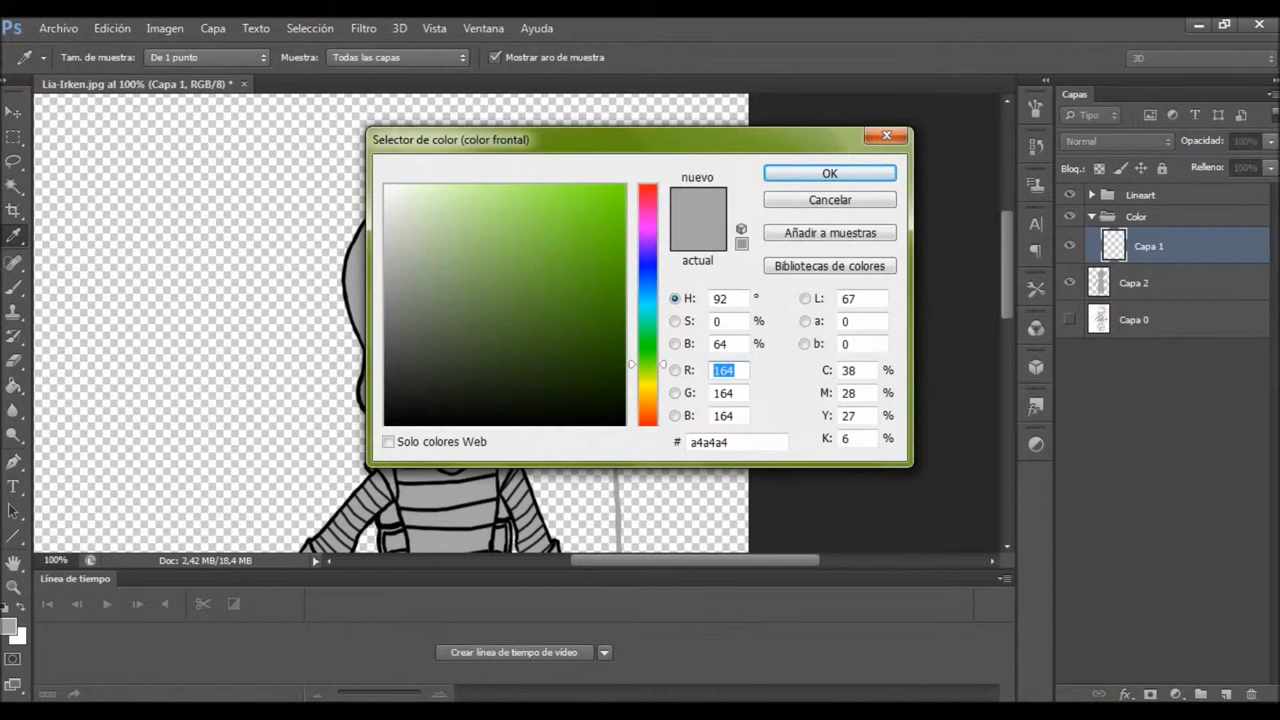 Ps Archivo Edición Imagen Capa Texto Selección Filtro 3D Vista Ventana Ayuda
Tam. de muestra: De 1 punto Muestra: Todas las capas Mostrar aro de muestra 3D
Lia-Irken.jpg al 100% (Capa 1, RGB/8) * ×
Selector de color (color frontal)
nuevo
actual
OK
Cancelar
Añadir a muestras
Bibliotecas de colores
H: 92 ° L: 67
S: 0 % a: 0
B: 64 % b: 0
R: 164 C: 38 %
G: 164 M: 28 %
B: 164 Y: 27 %
# a4a4a4 K: 6 %
Solo colores Web
Capas
Tipo
Normal Opacidad: 100%
Bloq.: Relleno: 100%
Lineart
Color
Capa 1
Capa 2
Capa 0
100% Doc: 2,42 MB/18,4 MB
Línea de tiempo
Crear línea de tiempo de vídeo